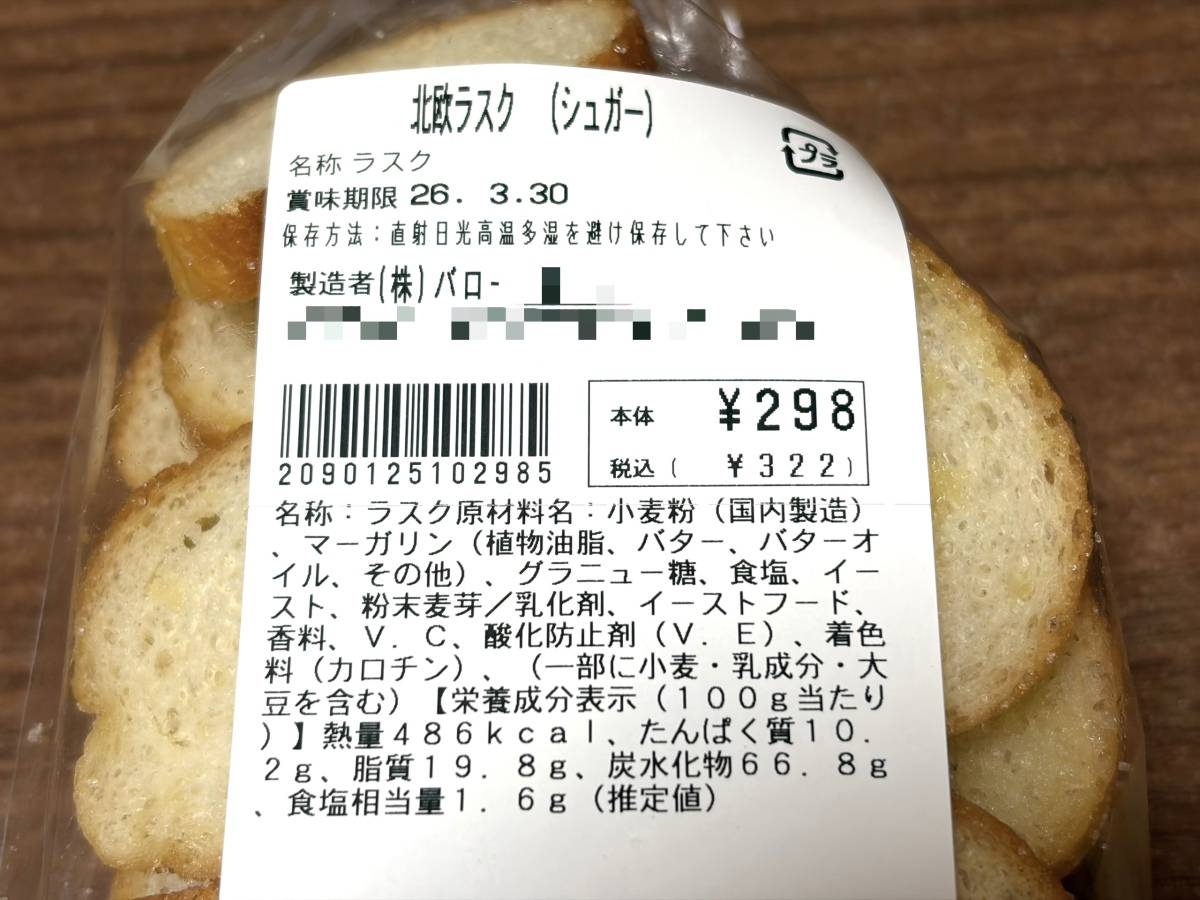 北欧ラスク (シュガー)
プラ
名称 ラスク
賞味期限 26. 3.30
保存方法:直射日光高温多湿を避け保存して下さい
製造者(株)バロー
2090125102985
本体 ¥298
税込( ¥322)
名称:ラスク原材料名:小麦粉(国内製造)
、マーガリン(植物油脂、バター、バターオ
イル、その他)、グラニュー糖、食塩、イー
スト、粉末麦芽/乳化剤、イーストフード、
香料、V.C、酸化防止剤(V.E)、着色
料(カロチン)、(一部に小麦・乳成分・大
豆を含む)【栄養成分表示(100g当たり
)】熱量486kcal、たんぱく質10.
2g、脂質19.8g、炭水化物66.8g
、食塩相当量1.6g(推定値)